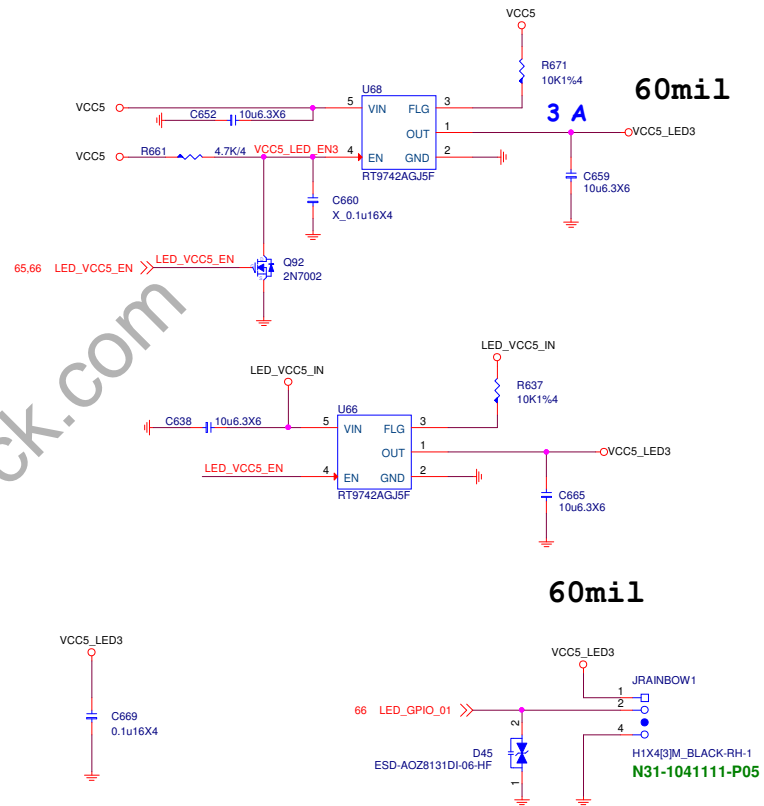 VCC5
R671
10K1%4
60mil
U68
VCC5
C652
10u6.3X6
5 VIN FLG 3
3 A
OUT 1
VCC5_LED3
VCC5 R661 4.7K/4 VCC5_LED_EN3 4 EN GND 2
RT9742AGJ5F
C659
10u6.3X6
C660
X_0.1u16X4
65,66 LED_VCC5_EN LED_VCC5_EN
Q92
2N7002
ck.com
LED_VCC5_IN
LED_VCC5_IN
R637
10K1%4
U66
C638 10u6.3X6 5 VIN FLG 3
OUT 1
VCC5_LED3
LED_VCC5_EN 4 EN GND 2
RT9742AGJ5F
C665
10u6.3X6
60mil
VCC5_LED3
VCC5_LED3
C669
0.1u16X4
JRAINBOW1
1
66 LED_GPIO_01 2
2
4
D45
ESD-AOZ8131DI-06-HF
1
H1X4[3]M_BLACK-RH-1
N31-1041111-P05